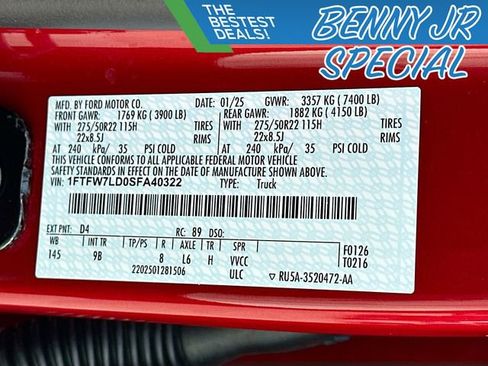 THE
BESTEST
DEALS!
BENNY JR
SPECIAL
MFD. BY FORD MOTOR CO. 01/25 GVWR: 3357 KG ( 7400 LB)
FRONT GAWR: 1769 KG ( 3900 LB) REAR GAWR: 1882 KG ( 4150 LB)
WITH 275/50R22 115H TIRES WITH 275/50R22 115H TIRES
22x8.5J RIMS 22x8.5J
AT 240 kPa/ 35 PSI COLD AT 240 kPa/ 35 PSI COLD
THIS VEHICLE CONFORMS TO ALL APPLICABLE FEDERAL MOTOR VEHICLE
SAFETY STANDARDS IN EFFECT ON THE DATE OF MANUFACTURE SHOWN ABOVE.
VIN: 1FTFW7LD0SFA40322 TYPE: Truck
EXT PNT: D4 RC: 89 DSO: F0126
WB INT TR TP/PS R AXLE TR SPR T0216
145 9B 8 L6 H VVCC
2202501281506 ULC RU5A-3520472-AA